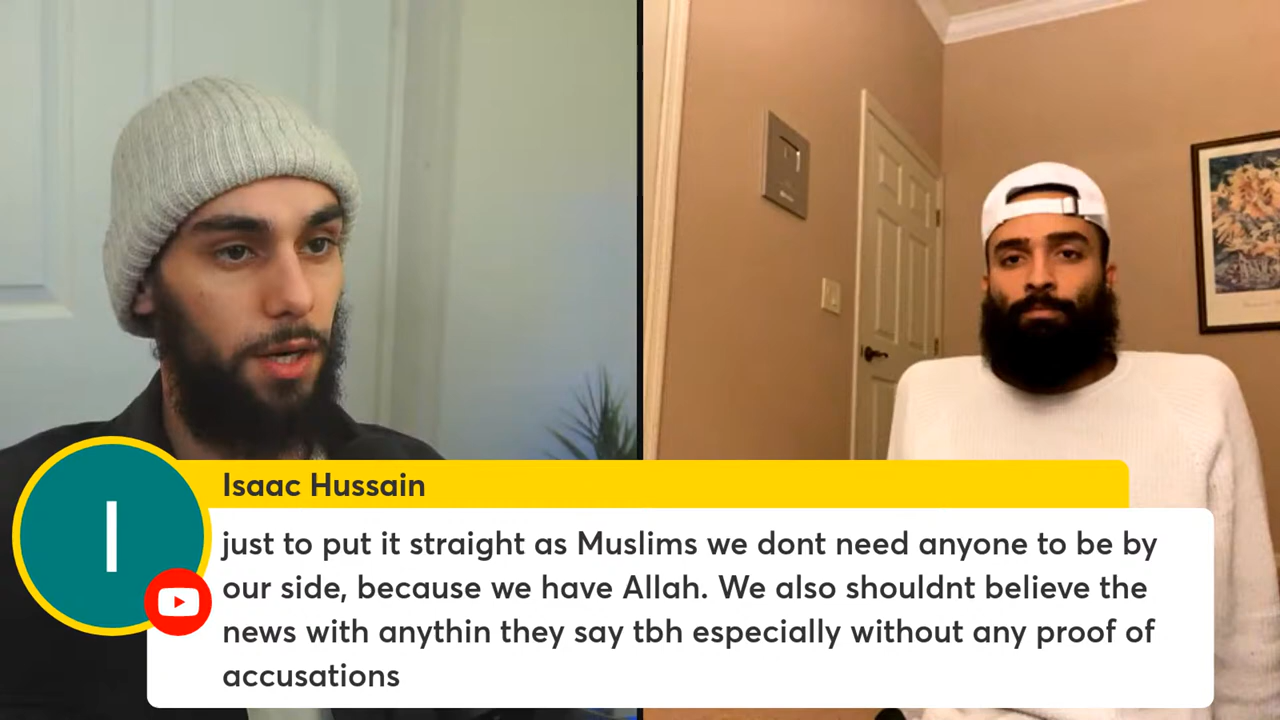 Isaac Hussain
I
just to put it straight as Muslims we dont need anyone to be by
our side, because we have Allah. We also shouldnt believe the
news with anythin they say tbh especially without any proof of
accusations